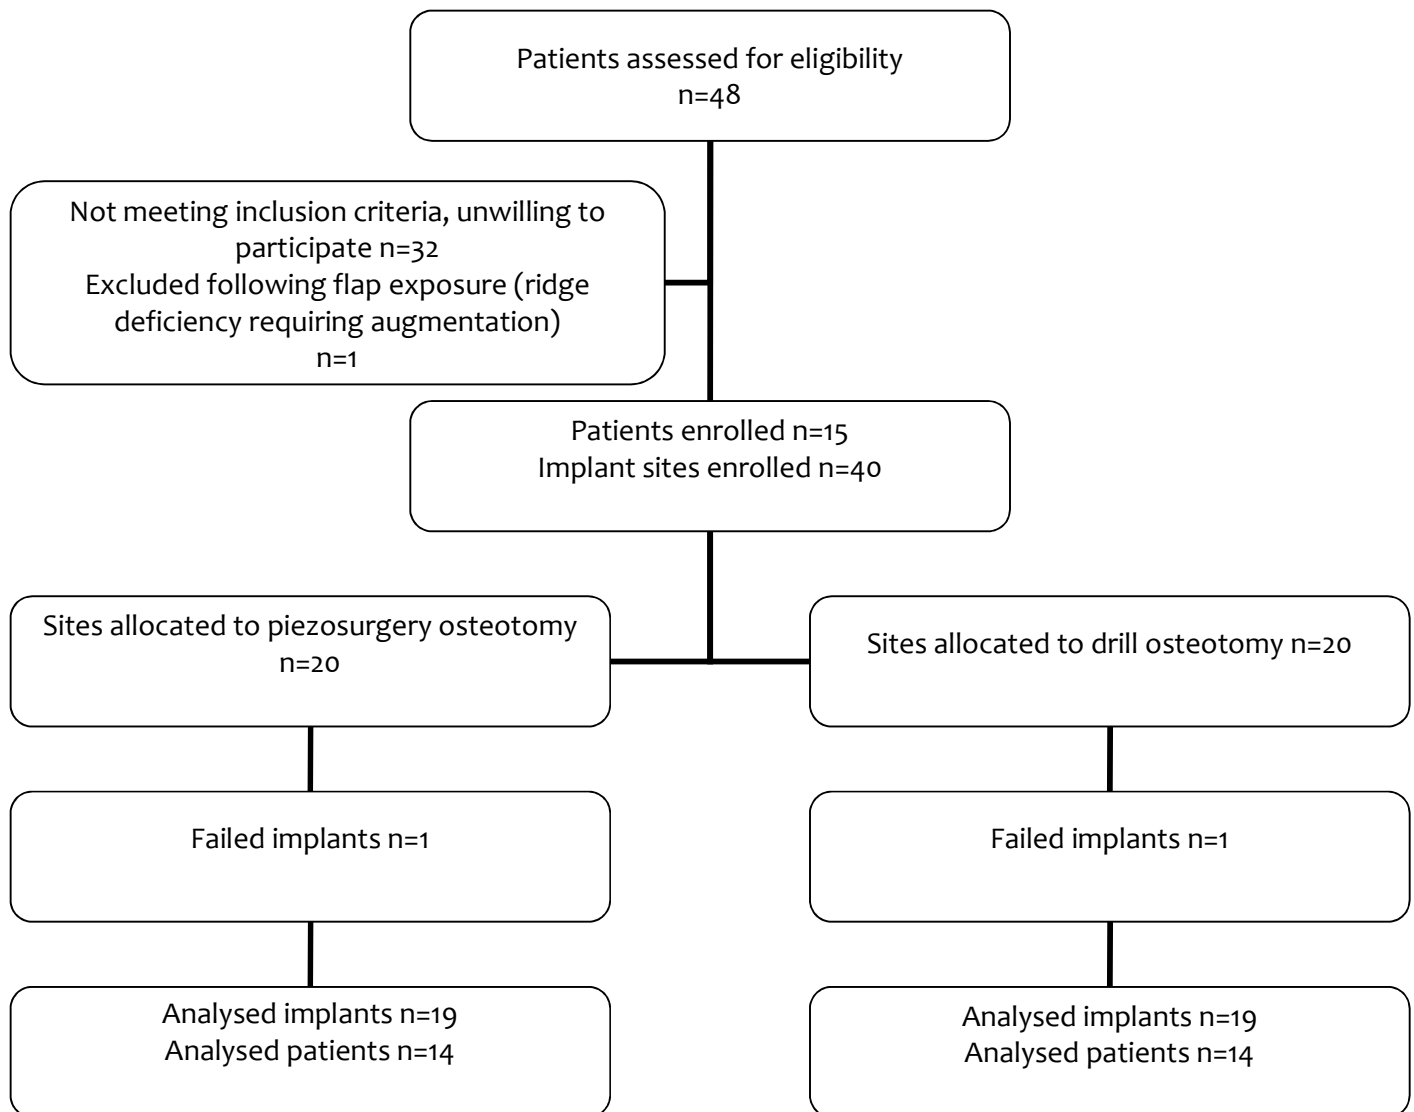 Patients assessed for eligibility
n=48
Not meeting inclusion criteria, unwilling to
participate n=32
Excluded following flap exposure (ridge
deficiency requiring augmentation)
n=1
Patients enrolled n=15
Implant sites enrolled n=40
Sites allocated to piezosurgery osteotomy
n=20
Sites allocated to drill osteotomy n=20
Failed implants n=1
Failed implants n=1
Analysed implants n=19
Analysed patients n=14
Analysed implants n=19
Analysed patients n=14